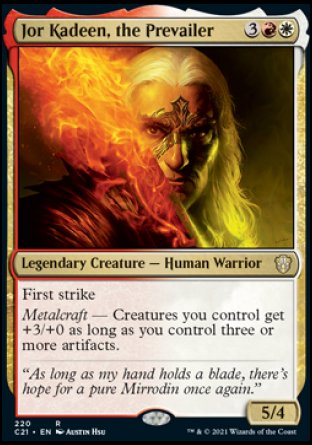 Jor Kadeen, the Prevailer 3
Legendary Creature — Human Warrior
First strike
Metalcraft — Creatures you control get
+3/+0 as long as you control three or
more artifacts.
"As long as my hand holds a blade, there's
hope for a pure Mirrodin once again."
5/4
220 R
C21 • EN Austin Hsu
™ & © 2021 Wizards of the Coast